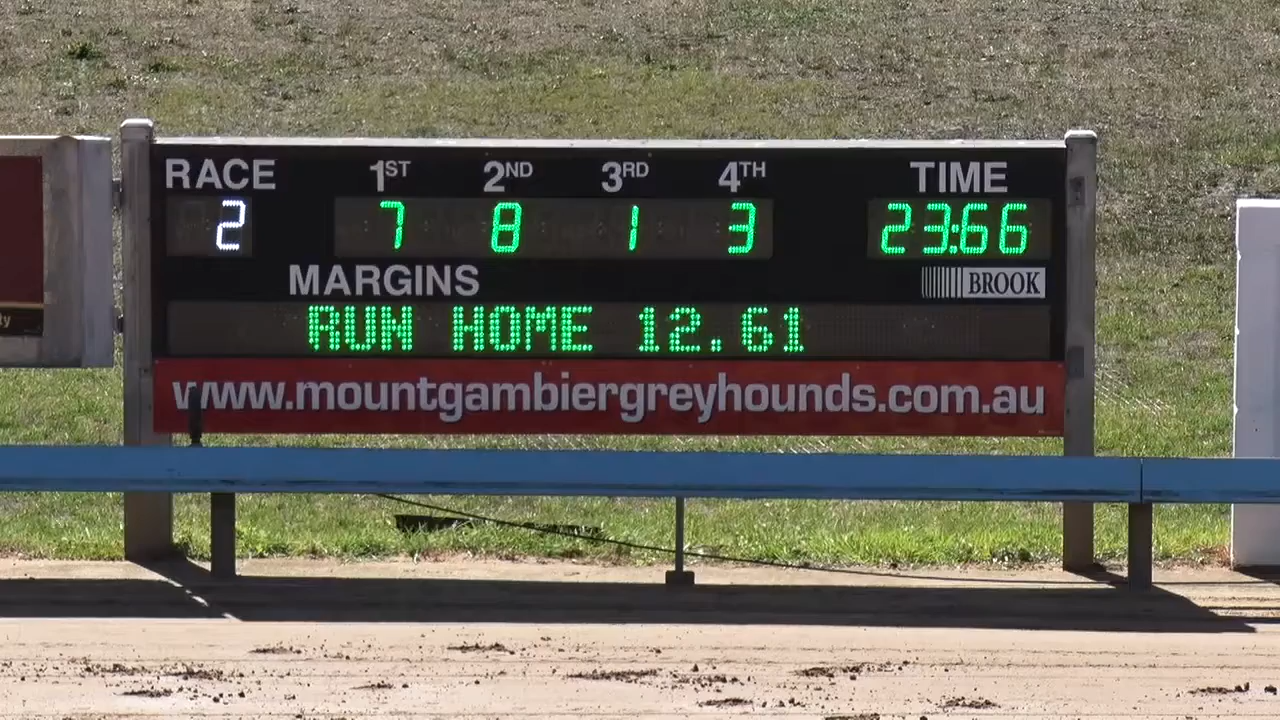 RACE 1ST 2ND 3RD 4TH TIME
2 7 8 1 3 23:66
MARGINS BROOK
RUN HOME 12.61
www.mountgambiergreyhounds.com.au